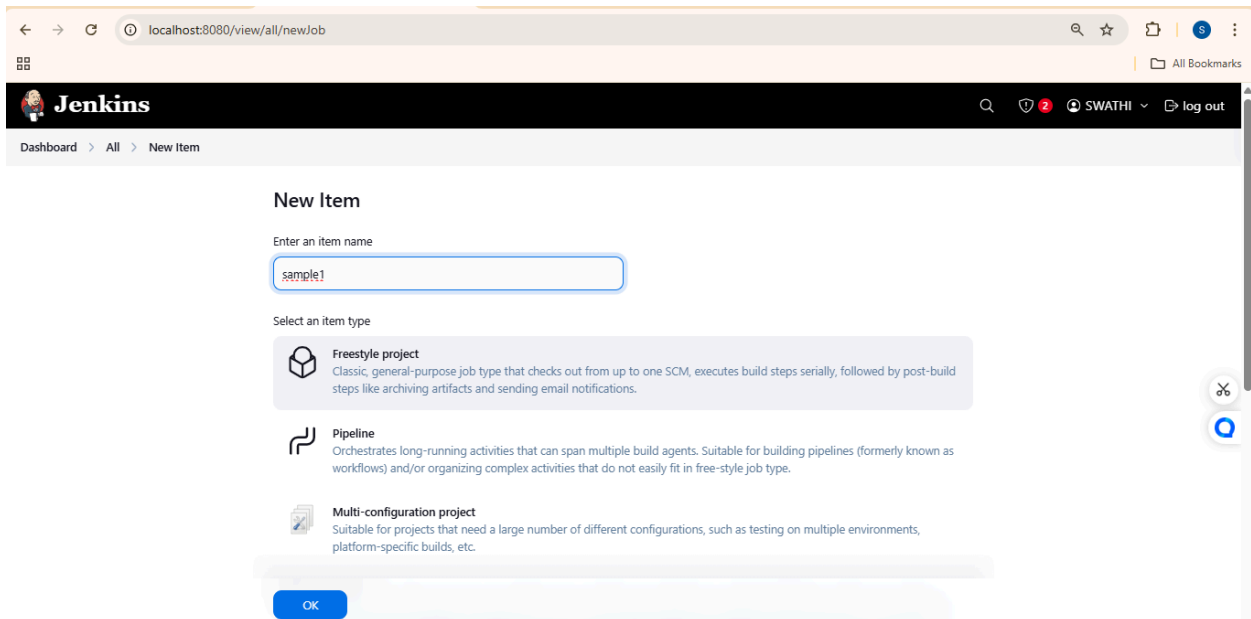 localhost:8080/view/all/newJob
S
All Bookmarks
Jenkins
2
SWATHI
log out
Dashboard > All > New Item
New Item
Enter an item name
sample1
Select an item type
Freestyle project
Classic, general-purpose job type that checks out from up to one SCM, executes build steps serially, followed by post-build
steps like archiving artifacts and sending email notifications.
Pipeline
Orchestrates long-running activities that can span multiple build agents. Suitable for building pipelines (formerly known as
workflows) and/or organizing complex activities that do not easily fit in free-style job type.
Multi-configuration project
Suitable for projects that need a large number of different configurations, such as testing on multiple environments,
platform-specific builds, etc.
OK